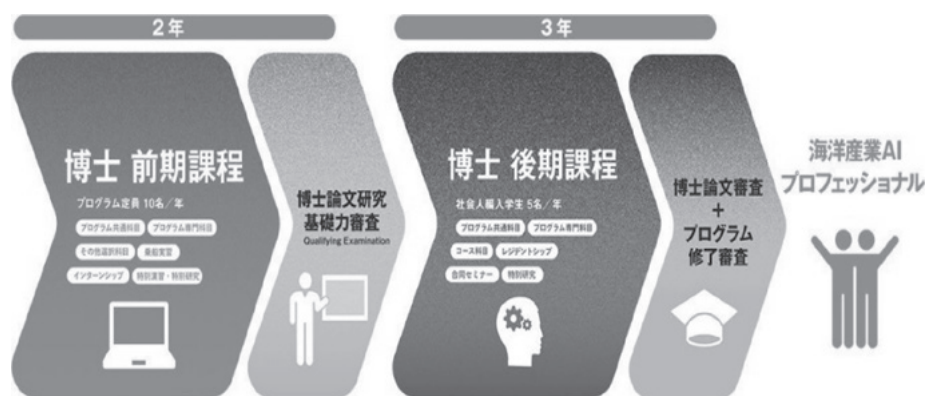 2年
3年
博士 前期課程
プログラム定員 10名/年
プログラム共通科目 プログラム専門科目
その他選択科目 乗船実習
インターンシップ 特別演習・特別研究
博士論文研究
基礎力審査
Qualifying Examination
博士 後期課程
社会人編入学生 5名/年
プログラム共通科目 プログラム専門科目
コース科目 レジデントシップ
合同セミナー 特別研究
博士論文審査
+
プログラム
修了審査
海洋産業AI
プロフェッショナル